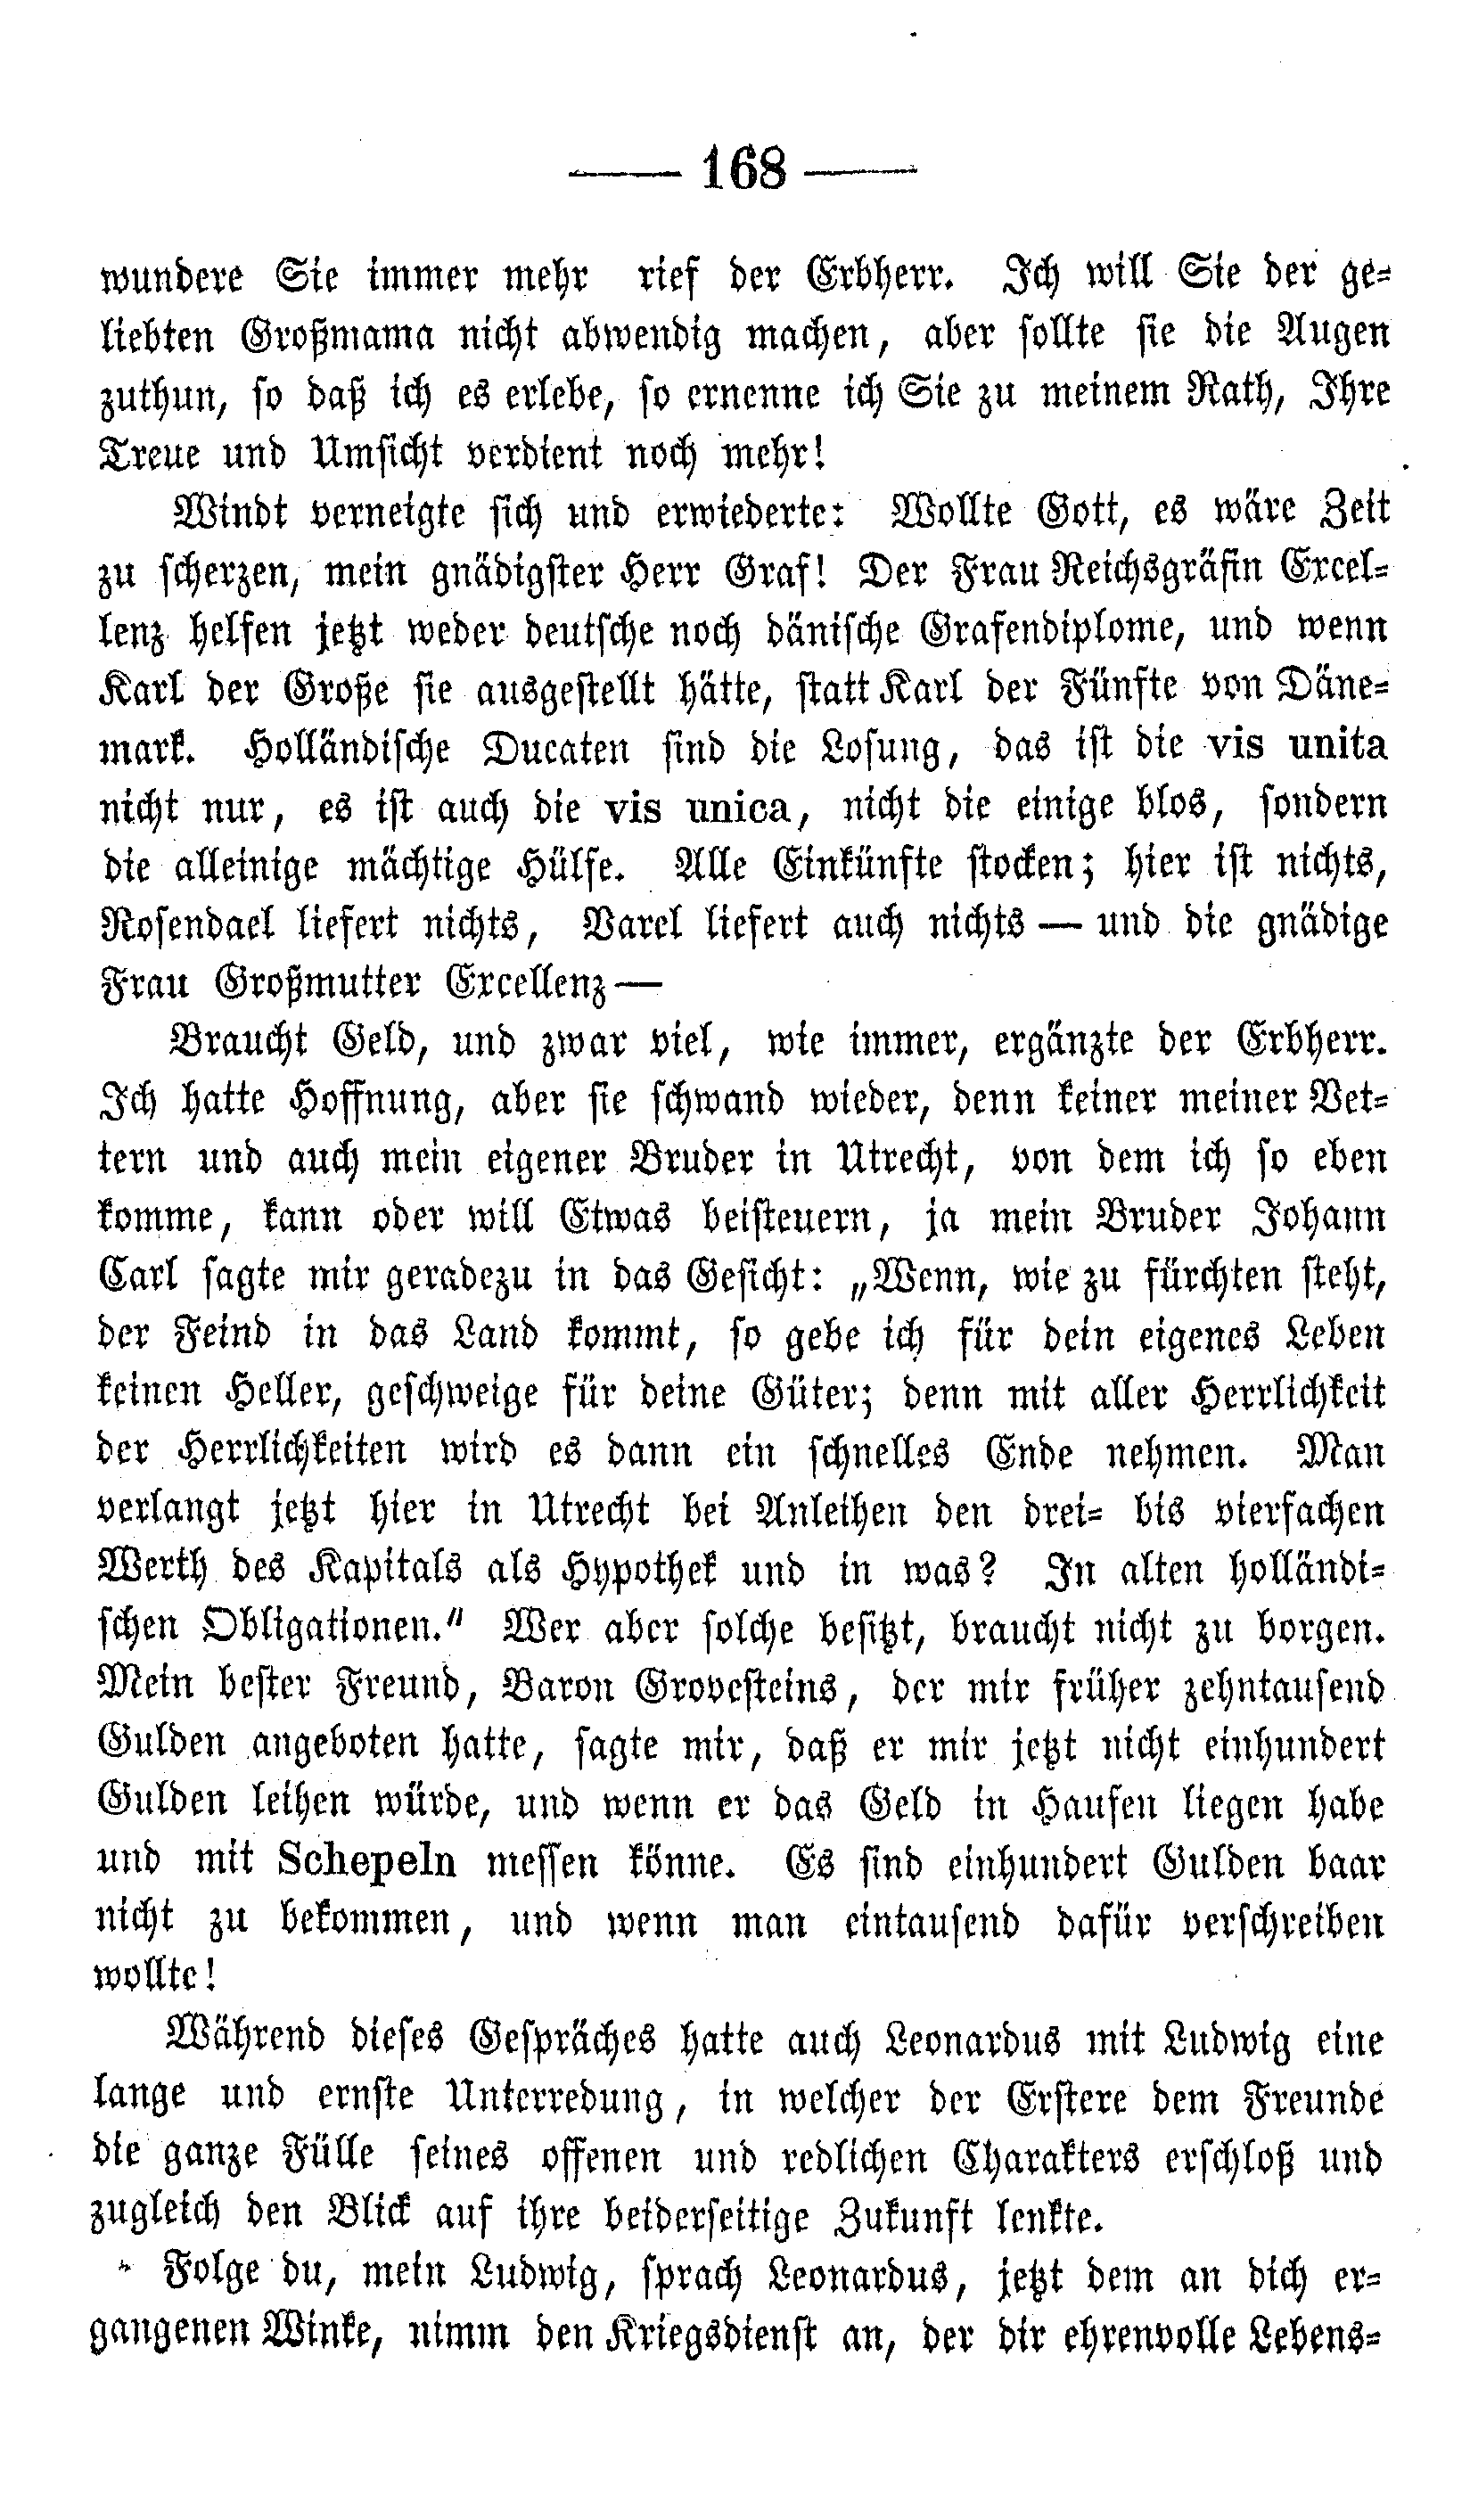 — 168 —
wundere Sie immer mehr rief der Erbherr. Ich will Sie der ge-
liebten Großmama nicht abwendig machen, aber sollte sie die Augen
zuthun, so daß ich es erlebe, so ernenne ich Sie zu meinem Rath, Ihre
Treue und Umsicht verdient noch mehr!
Windt verneigte sich und erwiederte: Wollte Gott, es wäre Zeit
zu scherzen, mein gnädigster Herr Graf! Der Frau Reichsgräfin Excel-
lenz helfen jetzt weder deutsche noch dänische Grafendiplome, und wenn
Karl der Große sie ausgestellt hätte, statt Karl der Fünfte von Däne-
mark. Holländische Ducaten sind die Losung, das ist die vis unita
nicht nur, es ist auch die vis unica, nicht die einige blos, sondern
die alleinige mächtige Hülfe. Alle Einkünfte stocken; hier ist nichts,
Rosendael liefert nichts, Varel liefert auch nichts — und die gnädige
Frau Großmutter Excellenz —
Braucht Geld, und zwar viel, wie immer, ergänzte der Erbherr.
Ich hatte Hoffnung, aber sie schwand wieder, denn keiner meiner Vet-
tern und auch mein eigener Bruder in Utrecht, von dem ich so eben
komme, kann oder will Etwas beisteuern, ja mein Bruder Johann
Carl sagte mir geradezu in das Gesicht: „Wenn, wie zu fürchten steht,
der Feind in das Land kommt, so gebe ich für dein eigenes Leben
keinen Heller, geschweige für deine Güter; denn mit aller Herrlichkeit
der Herrlichkeiten wird es dann ein schnelles Ende nehmen. Man
verlangt jetzt hier in Utrecht bei Anleihen den drei- bis vierfachen
Werth des Kapitals als Hypothek und in was? In alten holländi-
schen Obligationen." Wer aber solche besitzt, braucht nicht zu borgen.
Mein bester Freund, Baron Grovesteins, der mir früher zehntausend
Gulden angeboten hatte, sagte mir, daß er mir jetzt nicht einhundert
Gulden leihen würde, und wenn er das Geld in Haufen liegen habe
und mit Schepeln messen könne. Es sind einhundert Gulden baar
nicht zu bekommen, und wenn man eintausend dafür verschreiben
wollte!
Während dieses Gespräches hatte auch Leonardus mit Ludwig eine
lange und ernste Unterredung, in welcher der Erstere dem Freunde
die ganze Fülle seines offenen und redlichen Charakters erschloß und
zugleich den Blick auf ihre beiderseitige Zukunft lenkte.
Folge du, mein Ludwig, sprach Leonardus, jetzt dem an dich er-
gangenen Winke, nimm den Kriegsdienst an, der dir ehrenvolle Lebens-